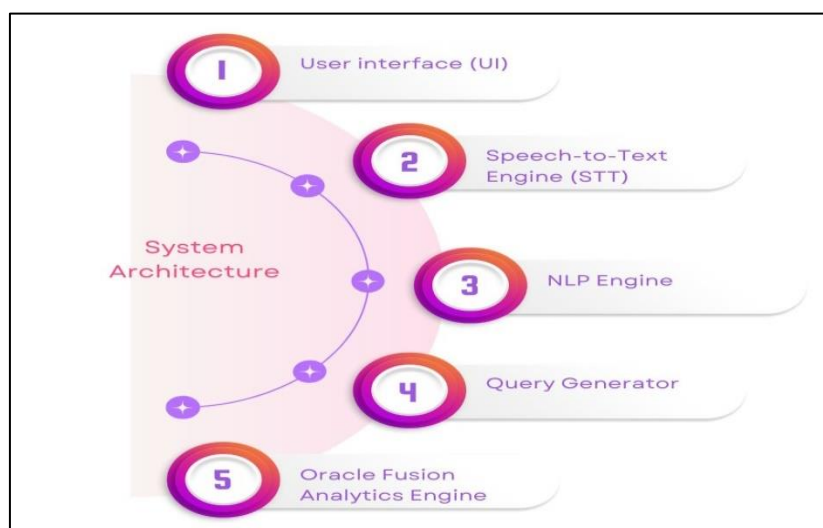 1
User interface (UI)
2
Speech-to-Text
Engine (STT)
System
Architecture
3
NLP Engine
4
Query Generator
5
Oracle Fusion
Analytics Engine